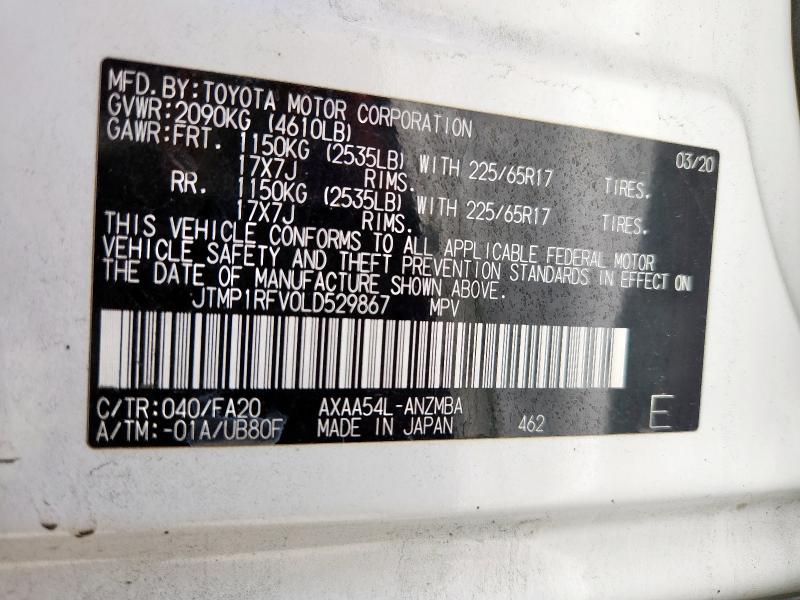 MFD.BY:TOYOTA MOTOR CORPORATION 03/20
GVWR:2090KG (4610LB)
GAWR:FRT. 1150KG (2535LB) WITH 225/65R17 TIRES.
17X7J RIMS.
RR. 1150KG (2535LB) WITH 225/65R17 TIRES.
17X7J RIMS.
THIS VEHICLE CONFORMS TO ALL APPLICABLE FEDERAL MOTOR
VEHICLE SAFETY AND THEFT PREVENTION STANDARDS IN EFFECT ON
THE DATE OF MANUFACTURE SHOWN ABOVE.
JTMP1RFV0LD529867 MPV
C/TR:040/FA20 AXAA54L-ANZMBA
A/TM:-01A/UB80F MADE IN JAPAN 462 E